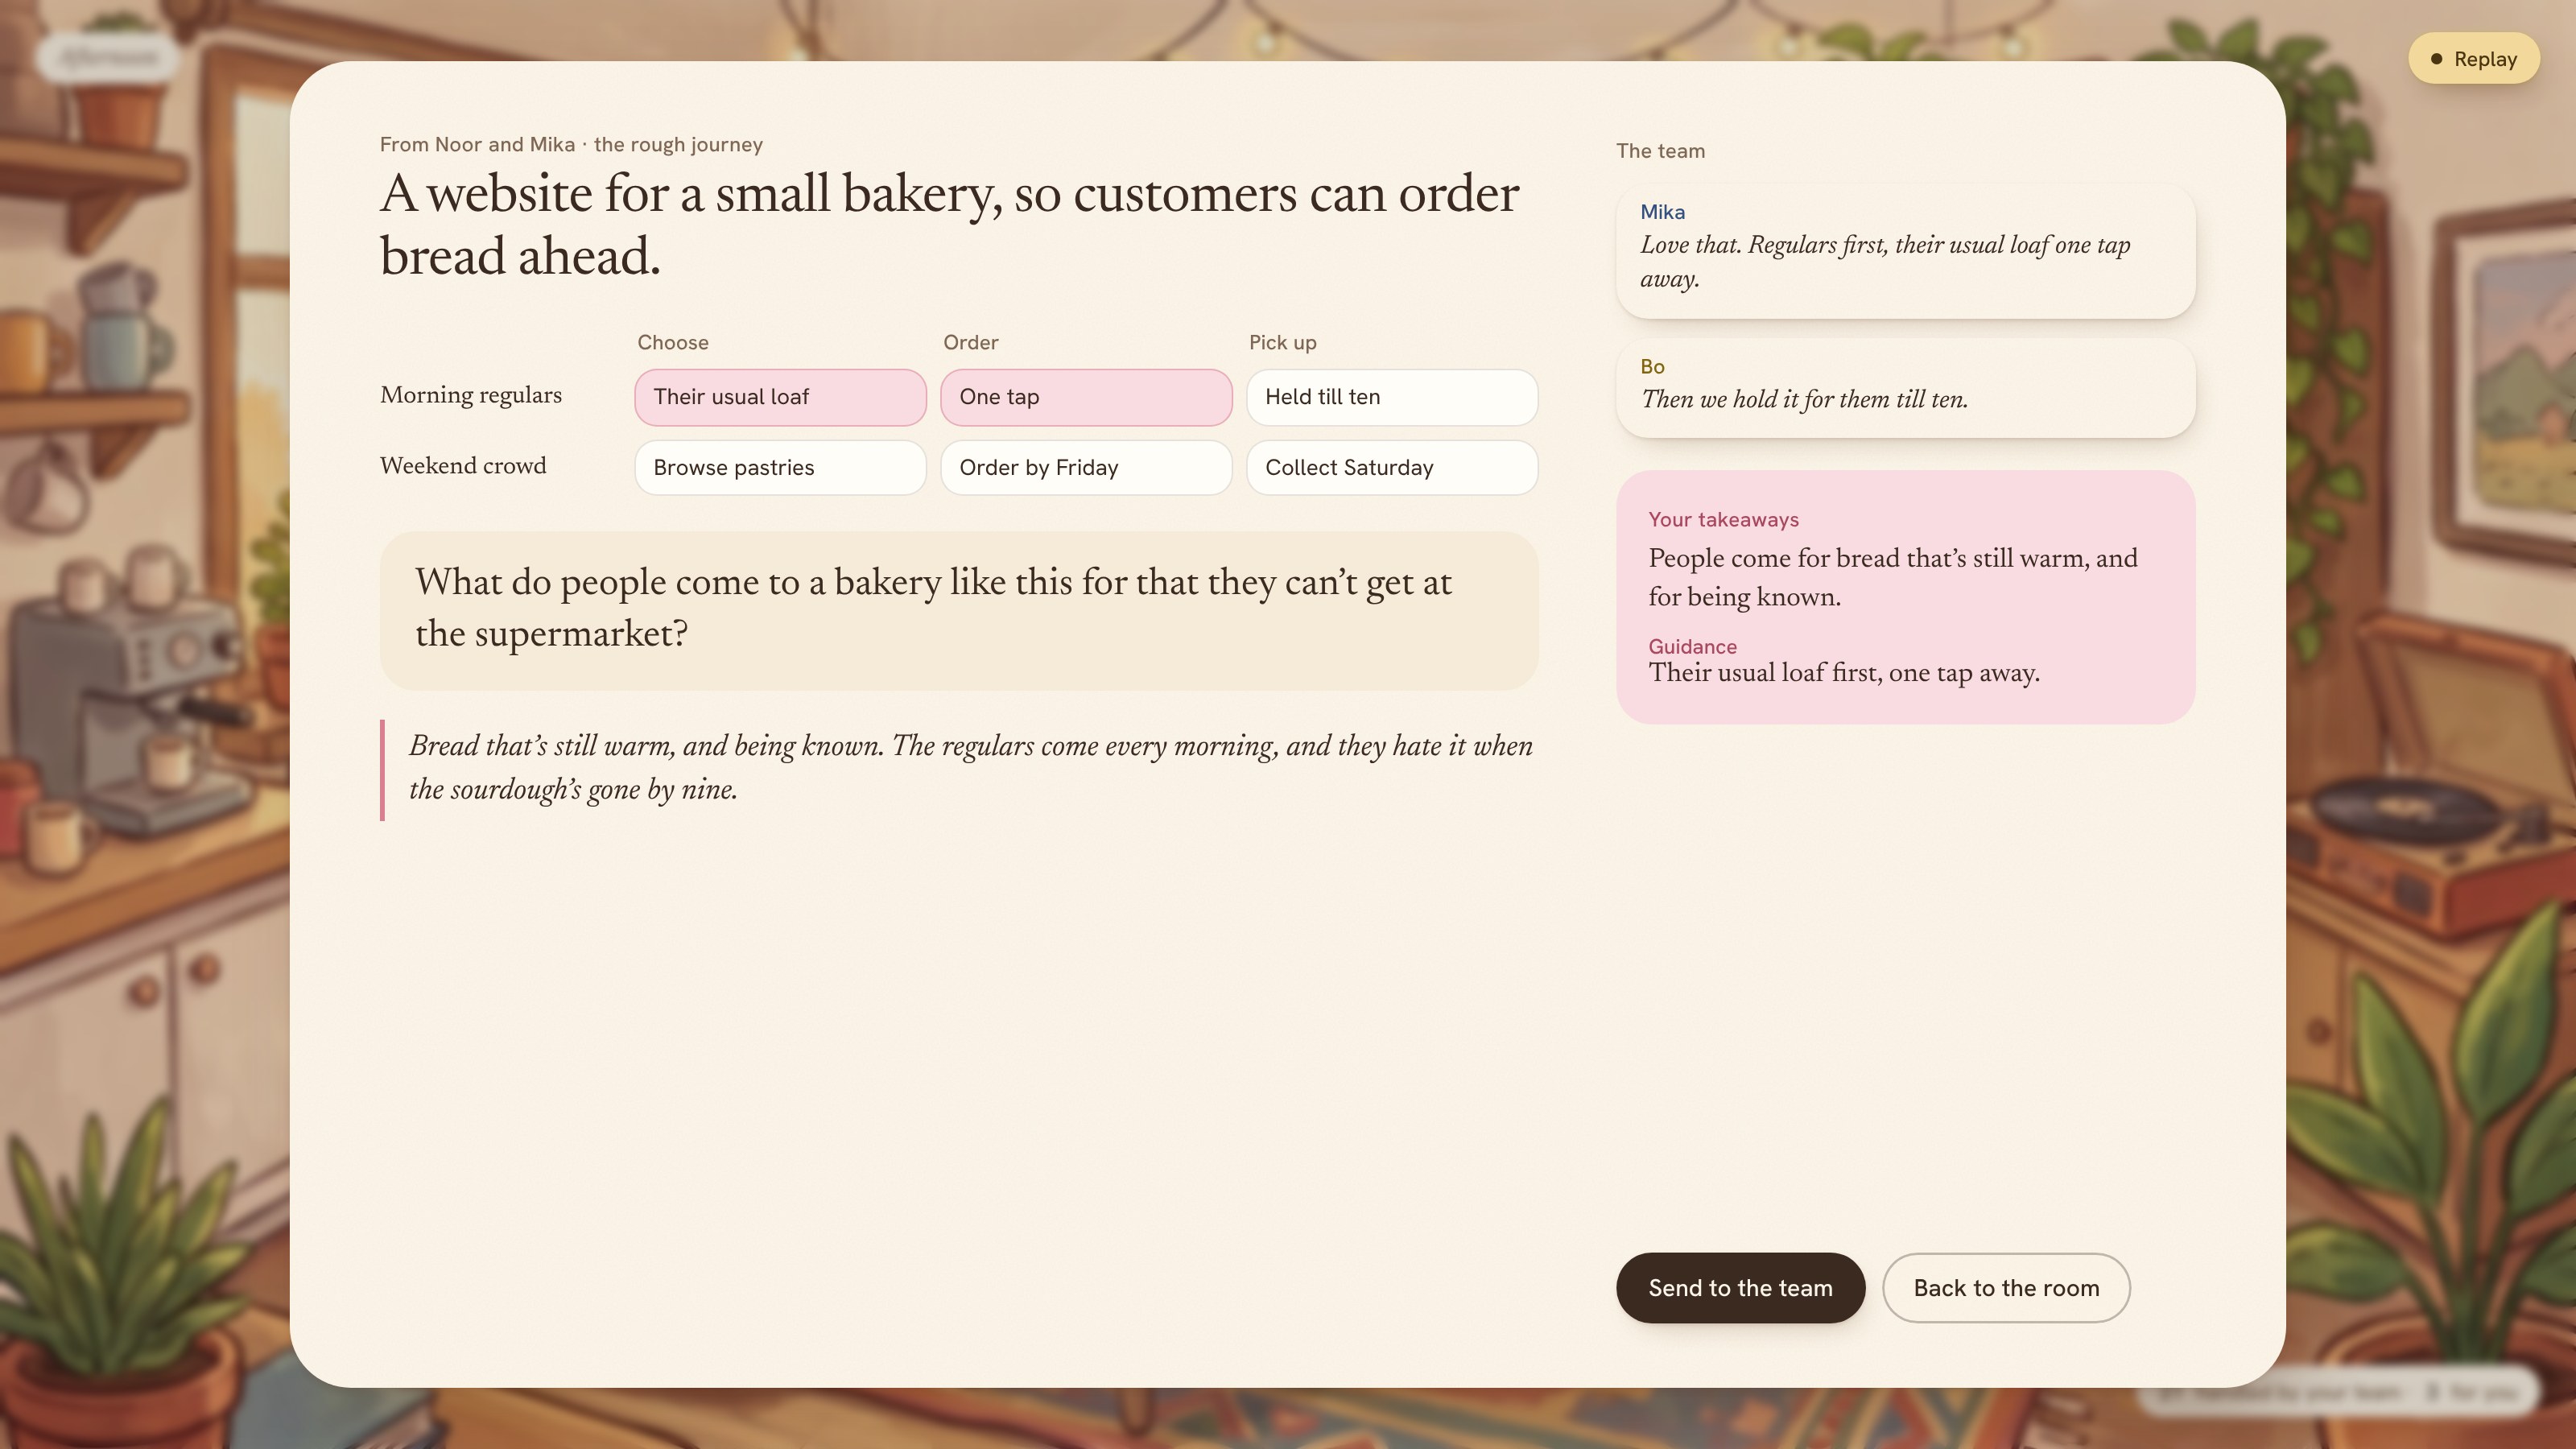 Afternoon
Replay
From Noor and Mika · the rough journey
A website for a small bakery, so customers can order
bread ahead.
Choose
Order
Pick up
Morning regulars
Their usual loaf
One tap
Held till ten
Weekend crowd
Browse pastries
Order by Friday
Collect Saturday
What do people come to a bakery like this for that they can’t get at
the supermarket?
Bread that’s still warm, and being known. The regulars come every morning, and they hate it when
the sourdough’s gone by nine.
The team
Mika
Love that. Regulars first, their usual loaf one tap
away.
Bo
Then we hold it for them till ten.
Your takeaways
People come for bread that’s still warm, and
for being known.
Guidance
Their usual loaf first, one tap away.
Send to the team
Back to the room
by your team
for you